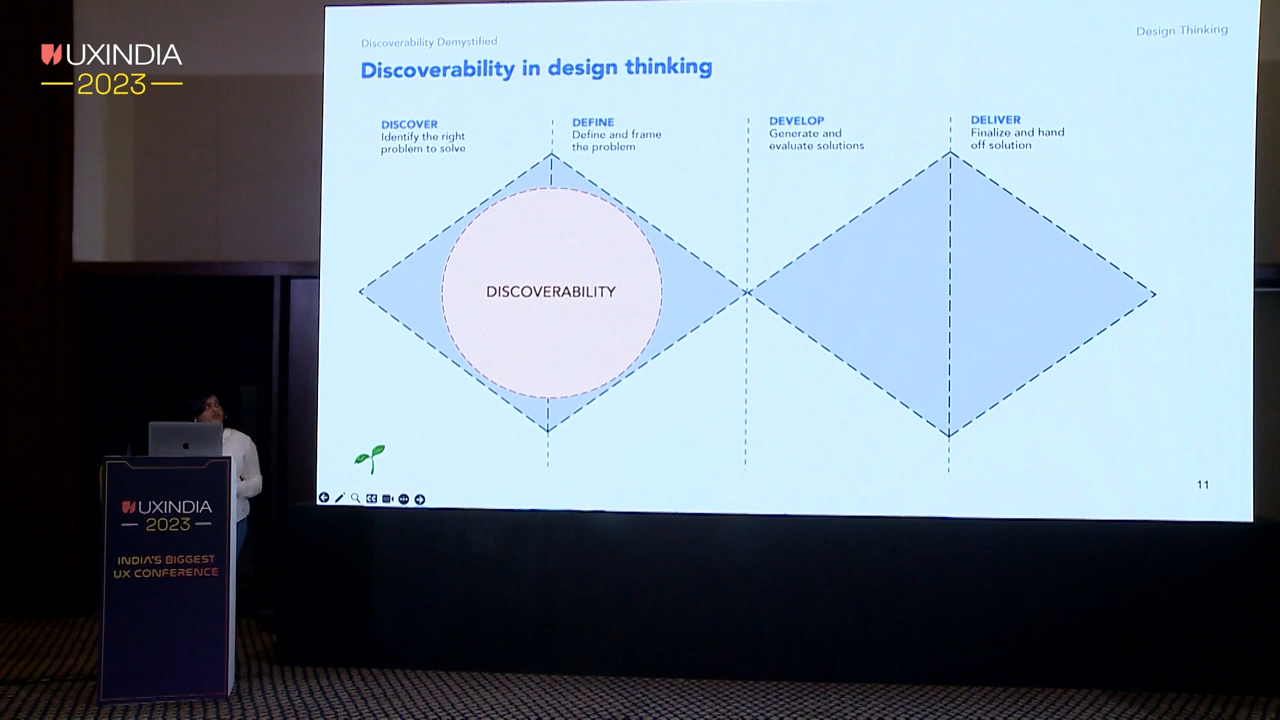 UXINDIA
2023
Discoverability Demystified
Design Thinking
Discoverability in design thinking
DISCOVER
Identify the right
problem to solve
DEFINE
Define and frame
the problem
DEVELOP
Generate and
evaluate solutions
DELIVER
Finalize and hand
off solution
DISCOVERABILITY
11
UXINDIA
2023
INDIA'S BIGGEST
UX CONFERENCE